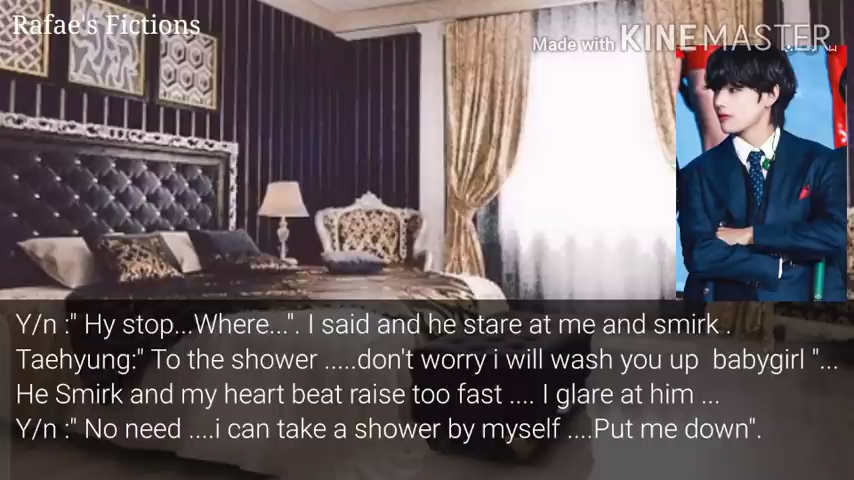 Rafae's Fictions
Made with KINEMASTER
Y/n :" Hy stop...Where...". I said and he stare at me and smirk .
Taehyung:" To the shower .....don't worry i will wash you up babygirl "...
He Smirk and my heart beat raise too fast .... I glare at him ...
Y/n :" No need ....i can take a shower by myself ....Put me down".